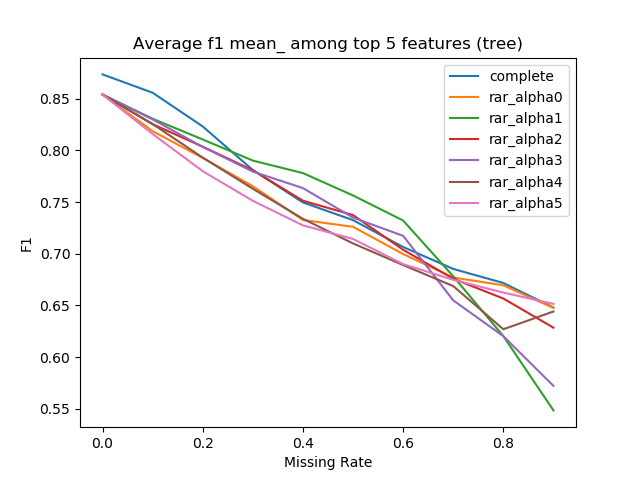 Average f1 mean_ among top 5 features (tree)
complete
rar_alpha0
rar_alpha1
rar_alpha2
rar_alpha3
rar_alpha4
rar_alpha5
0.85
0.80
0.75
0.70
0.65
0.60
0.55
F1
0.0 0.2 0.4 0.6 0.8
Missing Rate